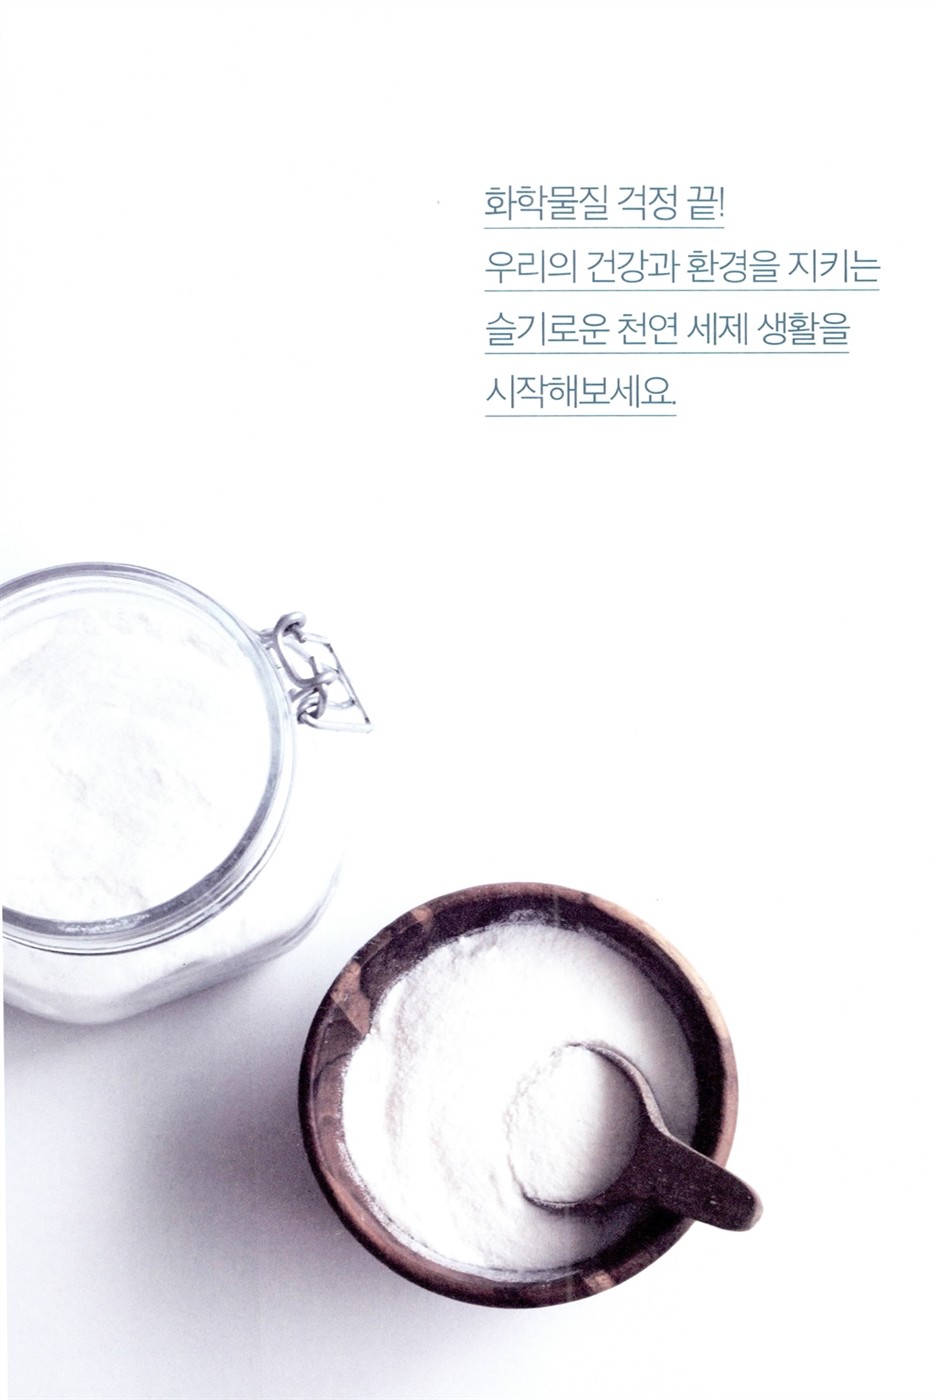 화학물질 걱정 끝!
우리의 건강과 환경을 지키는
슬기로운 천연 세제 생활을
시작해보세요.